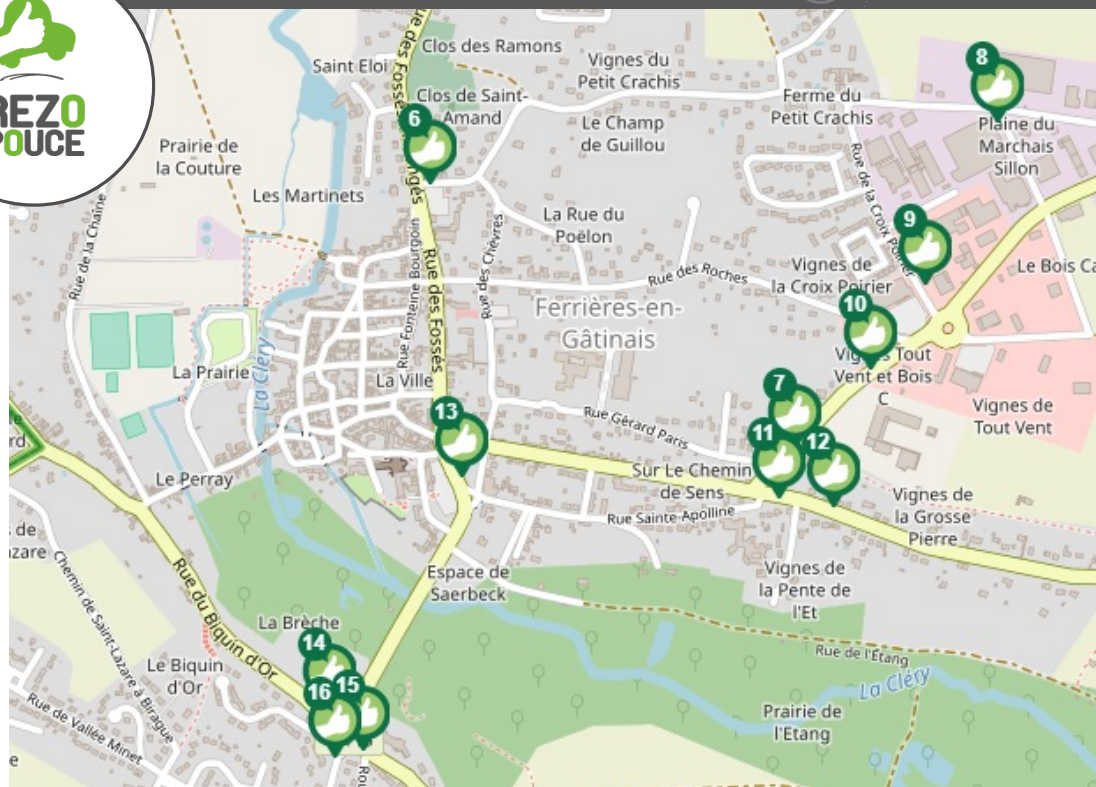 REZO
POUCE
Clos des Ramons
Saint Eloi
Vignes du
Petit Crachis
8
Clos de Saint-
Amand
Ferme du
Petit Crachis
6
Le Champ
de Guillou
Plaine du
Marchais
Sillon
Prairie de
la Couture
Les Martinets
Rue de la Chaîne
La Rue du
Poëlon
Rue de la Croix Poirier
9
Rue des Fossés
Rue Fonteine Bourgoin
Rue des Chèvres
Rue des Roches
Vignes de
la Croix Poirier
Le Bois Ca
Ferrières-en-
Gâtinais
10
La Cléry
Vignes Tout
Vent et Bois
C
La Prairie
La Ville
7
Vignes de
Tout Vent
13
Rue Gérard Paris
11
12
Le Perray
Sur Le Chemin
de Sens
Vignes de
la Grosse
Pierre
Rue Sainte-Apolline
s de
azare
Chemin de Saint-Lazare à Birague
Rue du Biquin d'Or
Espace de
Saerbeck
Vignes de
la Pente de
l'Et
La Brèche
14
Rue de l'Étang
Le Biquin
d'Or
16
15
La Cléry
Rue de Vallée Minet
Prairie de
l'Etang
e
Rou